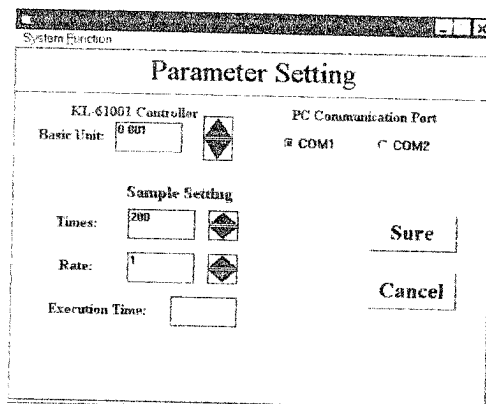 System Function
Parameter Setting
KL-61001 Controller
Basic Unit: 0.001
PC Communication Port
COM1 COM2
Sample Setting
Times: 200
Rate: 1
Execution Time:
Sure
Cancel